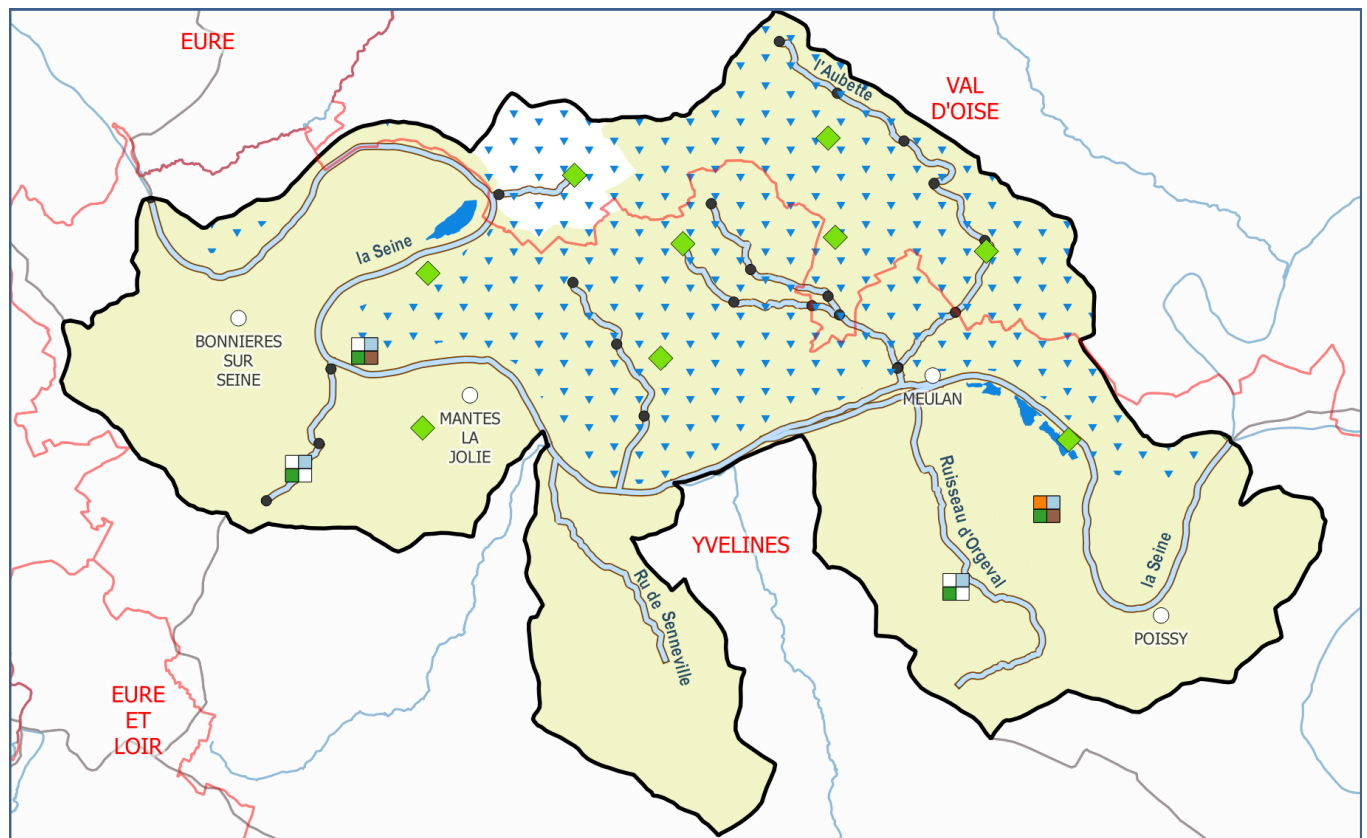 EURE
l'Aubette
VAL
D'OISE
la Seine
BONNIERES
SUR
SEINE
MANTES
LA
JOLIE
MEULAN
Ruisseau d'Orgeval
YVELINES
la Seine
Ru de Senneville
POISSY
EURE
ET
LOIR